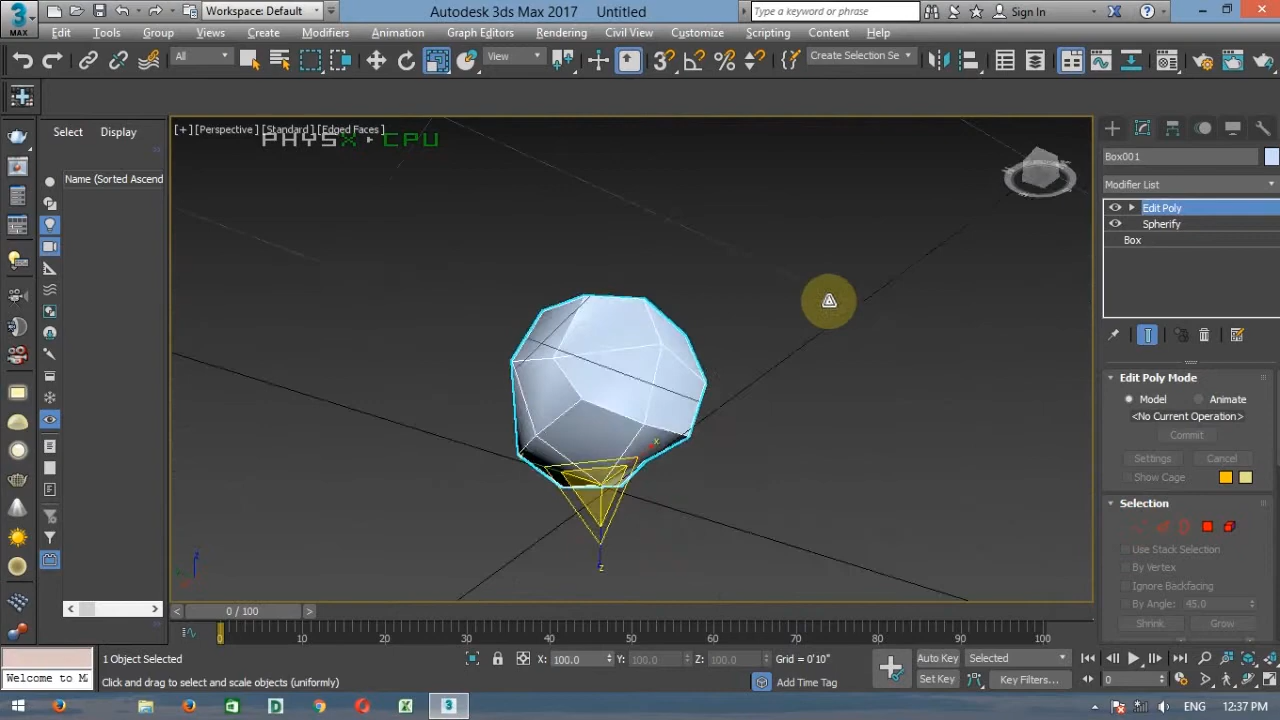 3 Workspace: Default Autodesk 3ds Max 2017 Untitled Type a keyword or phrase Sign In
MAX Edit Tools Group Views Create Modifiers Animation Graph Editors Rendering Civil View Customize Scripting Content Help
All View Create Selection Se
Select Display
Name (Sorted Ascend
[+] [Perspective] [Standard] [Edged Faces]
PHYSX CPU
x
z
z
Box001
Modifier List
Edit Poly
Spherify
Box
Edit Poly Mode
Model Animate
<No Current Operation>
Commit
Settings Cancel
Show Cage
Selection
Use Stack Selection
By Vertex
Ignore Backfacing
By Angle: 45.0
Shrink Grow
0 / 100
0 10 20 30 40 50 60 70 80 90 100
1 Object Selected X: 100.0 Y: 100.0 Z: 100.0 Grid = 0'10" Auto Key Selected
Welcome to M Click and drag to select and scale objects (uniformly) Add Time Tag Set Key Key Filters... 0
ENG 12:37 PM